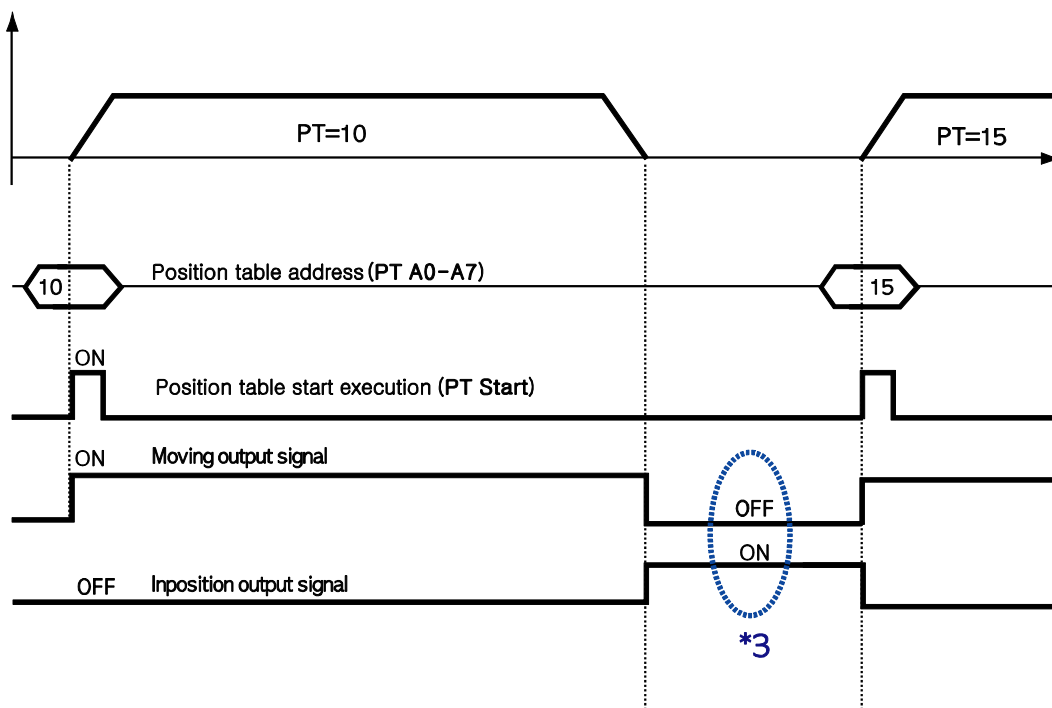 PT=10
PT=15
10
Position table address (PT A0-A7)
15
ON
Position table start execution (PT Start)
ON
Moving output signal
OFF
ON
OFF
Inposition output signal
*3